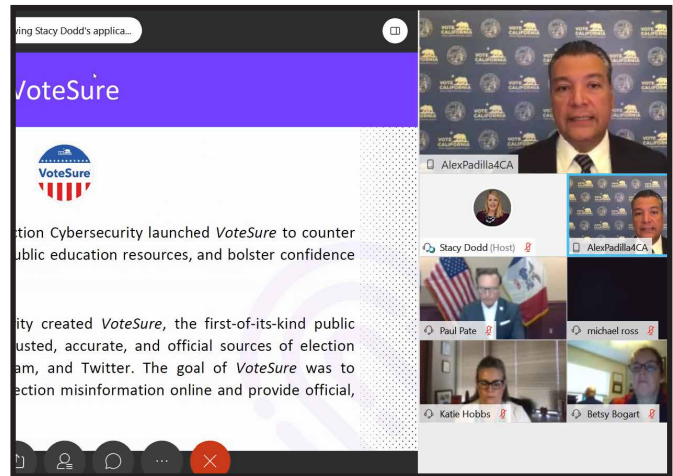 wing Stacy Dodd's applica...
VoteSure
VoteSure
ction Cybersecurity launched VoteSure to counter
ublic education resources, and bolster confidence
ity created VoteSure, the first-of-its-kind public
usted, accurate, and official sources of election
am, and Twitter. The goal of VoteSure was to
ection misinformation online and provide official,
VOTE CALIFORNIA
AlexPadilla4CA
Stacy Dodd (Host)
AlexPadilla4CA
Paul Pate
michael ross
Katie Hobbs
Betsy Bogart